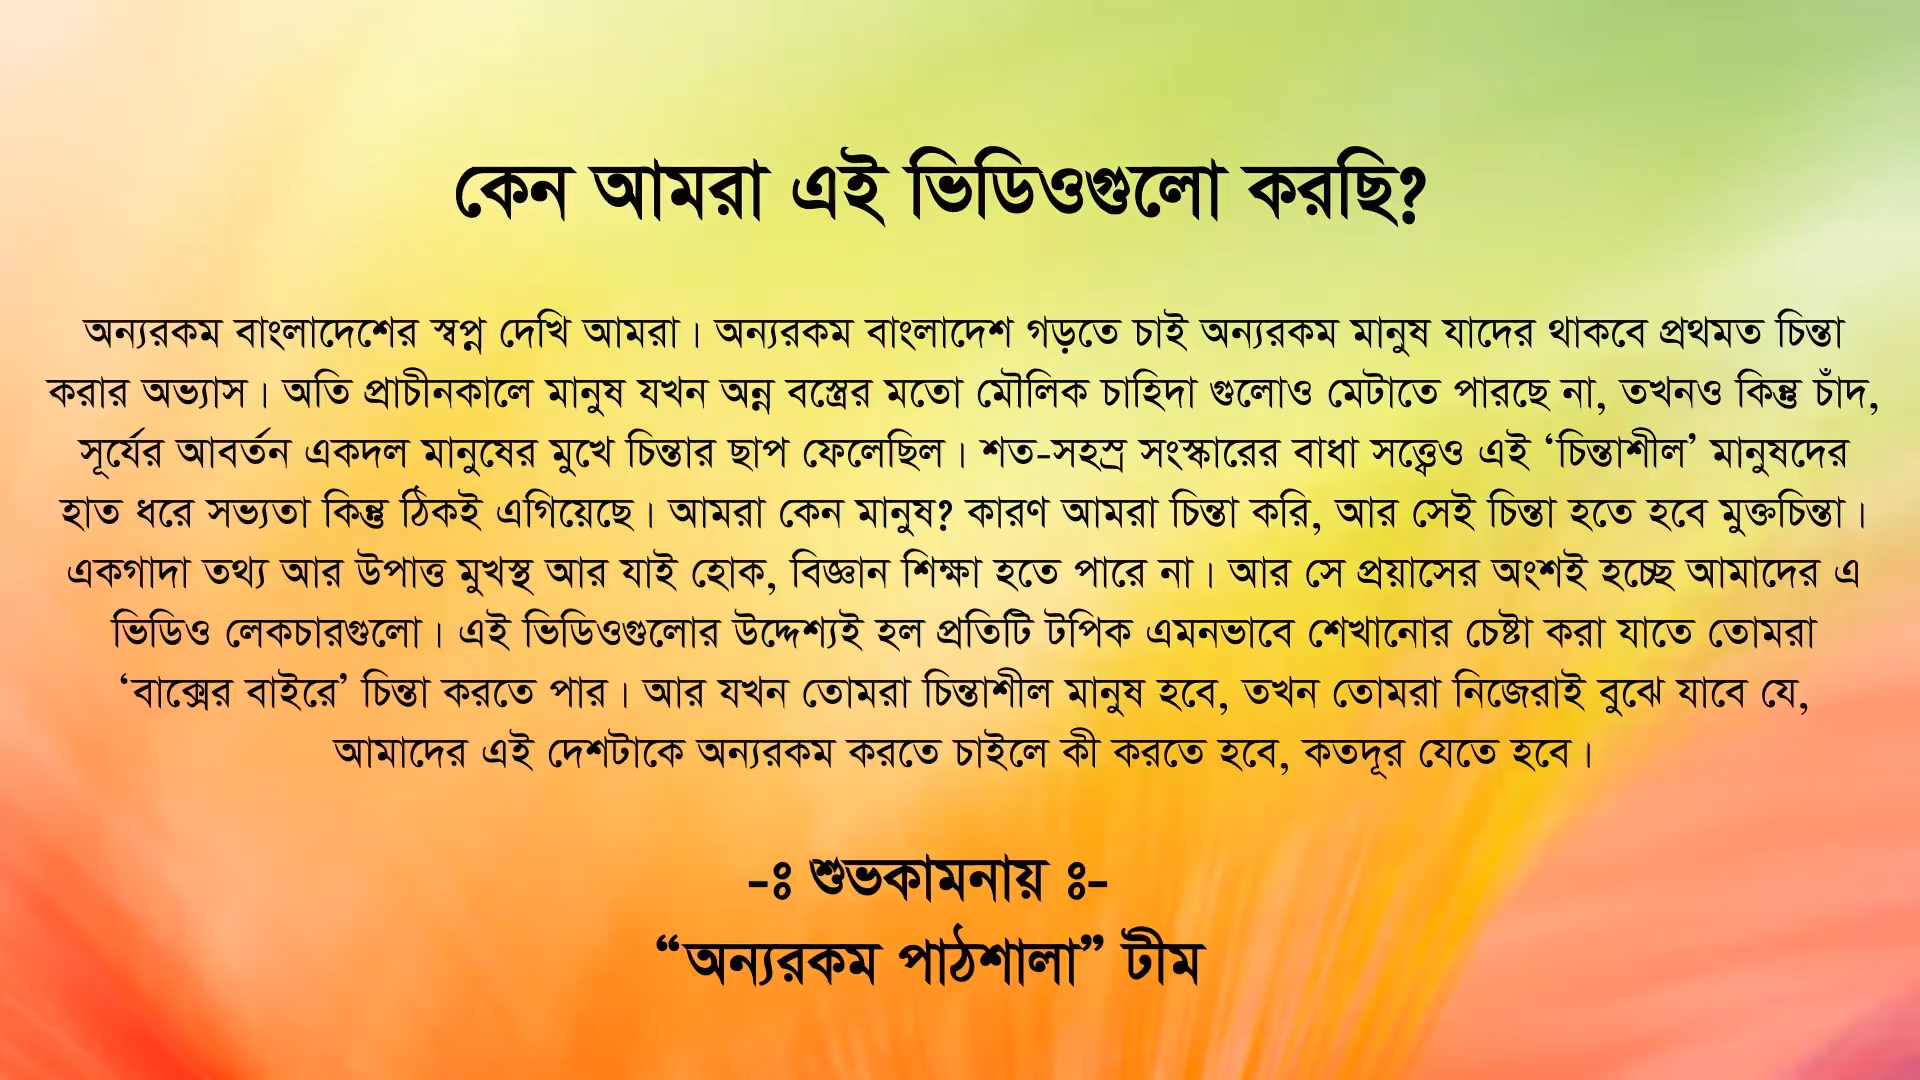 কেন আমরা এই ভিডিওগুলো করছি?
অন্যরকম বাংলাদেশের স্বপ্ন দেখি আমরা। অন্যরকম বাংলাদেশ গড়তে চাই অন্যরকম মানুষ যাদের থাকবে প্রথমত চিন্তা
করার অভ্যাস। অতি প্রাচীনকালে মানুষ যখন অন্ন বস্ত্রের মতো মৌলিক চাহিদা গুলোও মেটাতে পারছে না, তখনও কিন্তু চাঁদ,
সূর্যের আবর্তন একদল মানুষের মুখে চিন্তার ছাপ ফেলেছিল। শত-সহস্র সংস্কারের বাধা সত্ত্বেও এই ‘চিন্তাশীল’ মানুষদের
হাত ধরে সভ্যতা কিন্তু ঠিকই এগিয়েছে। আমরা কেন মানুষ? কারণ আমরা চিন্তা করি, আর সেই চিন্তা হতে হবে মুক্তচিন্তা।
একগাদা তথ্য আর উপাত্ত মুখস্থ আর যাই হোক, বিজ্ঞান শিক্ষা হতে পারে না। আর সে প্রয়াসের অংশই হচ্ছে আমাদের এ
ভিডিও লেকচারগুলো। এই ভিডিওগুলোর উদ্দেশ্যই হল প্রতিটি টপিক এমনভাবে শেখানোর চেষ্টা করা যাতে তোমরা
‘বাক্সের বাইরে’ চিন্তা করতে পার। আর যখন তোমরা চিন্তাশীল মানুষ হবে, তখন তোমরা নিজেরাই বুঝে যাবে যে,
আমাদের এই দেশটাকে অন্যরকম করতে চাইলে কী করতে হবে, কতদূর যেতে হবে।
-ঃ শুভকামনায় ঃ-
“অন্যরকম পাঠশালা” টীম